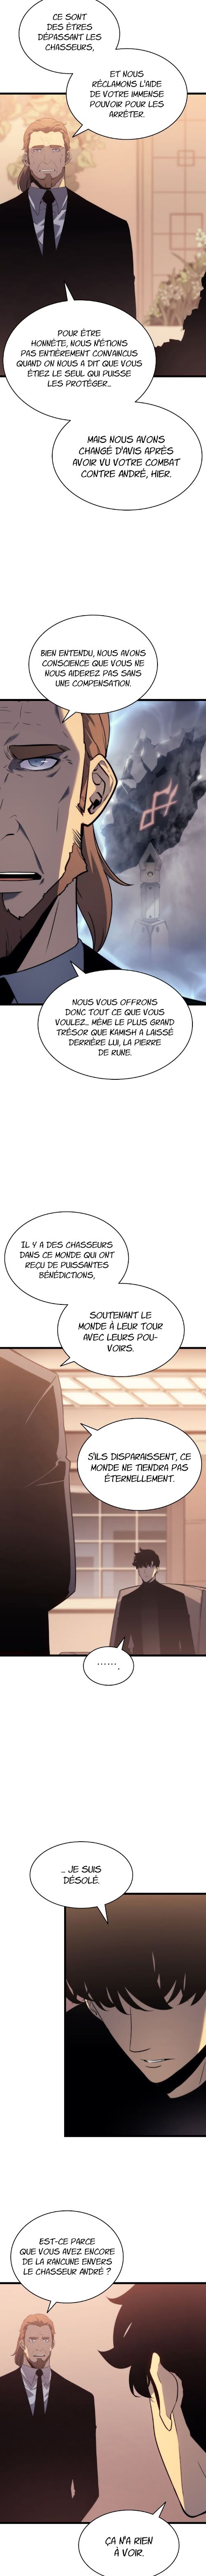 CE SONT
DES ÊTRES
DÉPASSANT LES
CHASSEURS,
ET NOUS
RÉCLAMONS L'AIDE
DE VOTRE IMMENSE
POUVOIR POUR LES
ARRÊTER.
POUR ÊTRE
HONNÊTE, NOUS N'ÉTIONS
PAS ENTIÈREMENT CONVAINCUS
QUAND ON NOUS A DIT QUE VOUS
ÉTIEZ LE SEUL QUI PUISSE
LES PROTÉGER...
MAIS NOUS AVONS
CHANGÉ D'AVIS APRÈS
AVOIR VU VOTRE COMBAT
CONTRE ANDRÉ, HIER.
BIEN ENTENDU, NOUS AVONS
CONSCIENCE QUE VOUS NE
NOUS AIDEREZ PAS SANS
UNE COMPENSATION.
NOUS VOUS OFFRONS
DONC TOUT CE QUE VOUS
VOULEZ... MÊME LE PLUS GRAND
TRÉSOR QUE KAMISH A LAISSÉ
DERRIÈRE LUI, LA PIERRE
DE RUNE.
IL Y A DES CHASSEURS
DANS CE MONDE QUI ONT
REÇU DE PUISSANTES
BÉNÉDICTIONS,
SOUTENANT LE
MONDE À LEUR TOUR
AVEC LEURS POU-
VOIRS.
S'ILS DISPARAISSENT, CE
MONDE NE TIENDRA PAS
ÉTERNELLEMENT.
.......
... JE SUIS
DÉSOLÉ.
EST-CE PARCE
QUE VOUS AVEZ ENCORE
DE LA RANCUNE ENVERS
LE CHASSEUR ANDRÉ ?
ÇA N'A RIEN
À VOIR.